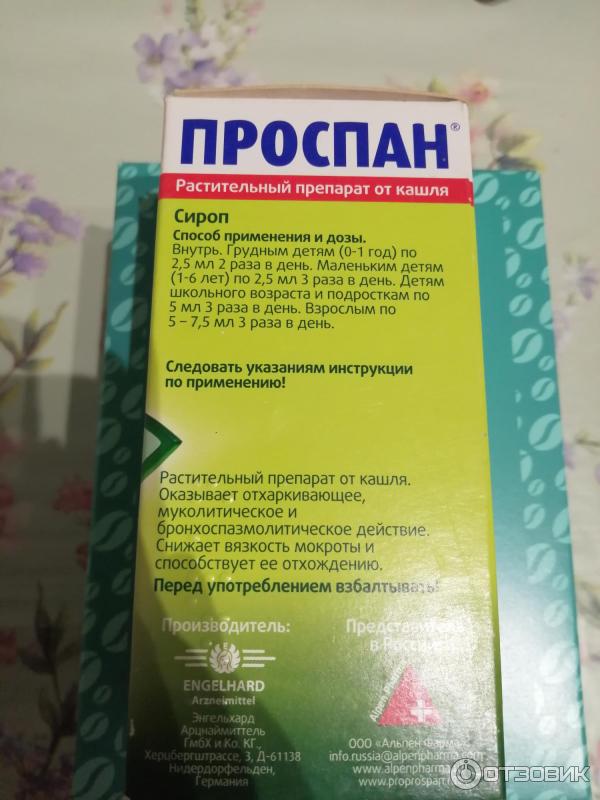 ПРОСПАН®
Растительный препарат от кашля
Сироп
Способ применения и дозы.
Внутрь. Грудным детям (0-1 год) по
2,5 мл 2 раза в день. Маленьким детям
(1-6 лет) по 2,5 мл 3 раза в день. Детям
школьного возраста и подросткам по
5 мл 3 раза в день. Взрослым по
5 – 7,5 мл 3 раза в день.
Следовать указаниям инструкции
по применению!
Растительный препарат от кашля.
Оказывает отхаркивающее,
муколитическое и
бронхоспазмолитическое действие.
Снижает вязкость мокроты и
способствует ее отхождению.
Перед употреблением взбалтывать!
Производитель:
ENGELHARD
Arzneimittel
Энгельхард
Арцнаймиттель
ГмбХ и Ко. КГ.,
Херцбергштрассе, 3, Д-61138
Нидердорфельден,
Германия
Представитель
в России:
Alpen
ООО «Альпен Фарма»
info.russia@alpenpharma.com
www.alpenpharma
www.proprospan
ОТЗОВИК